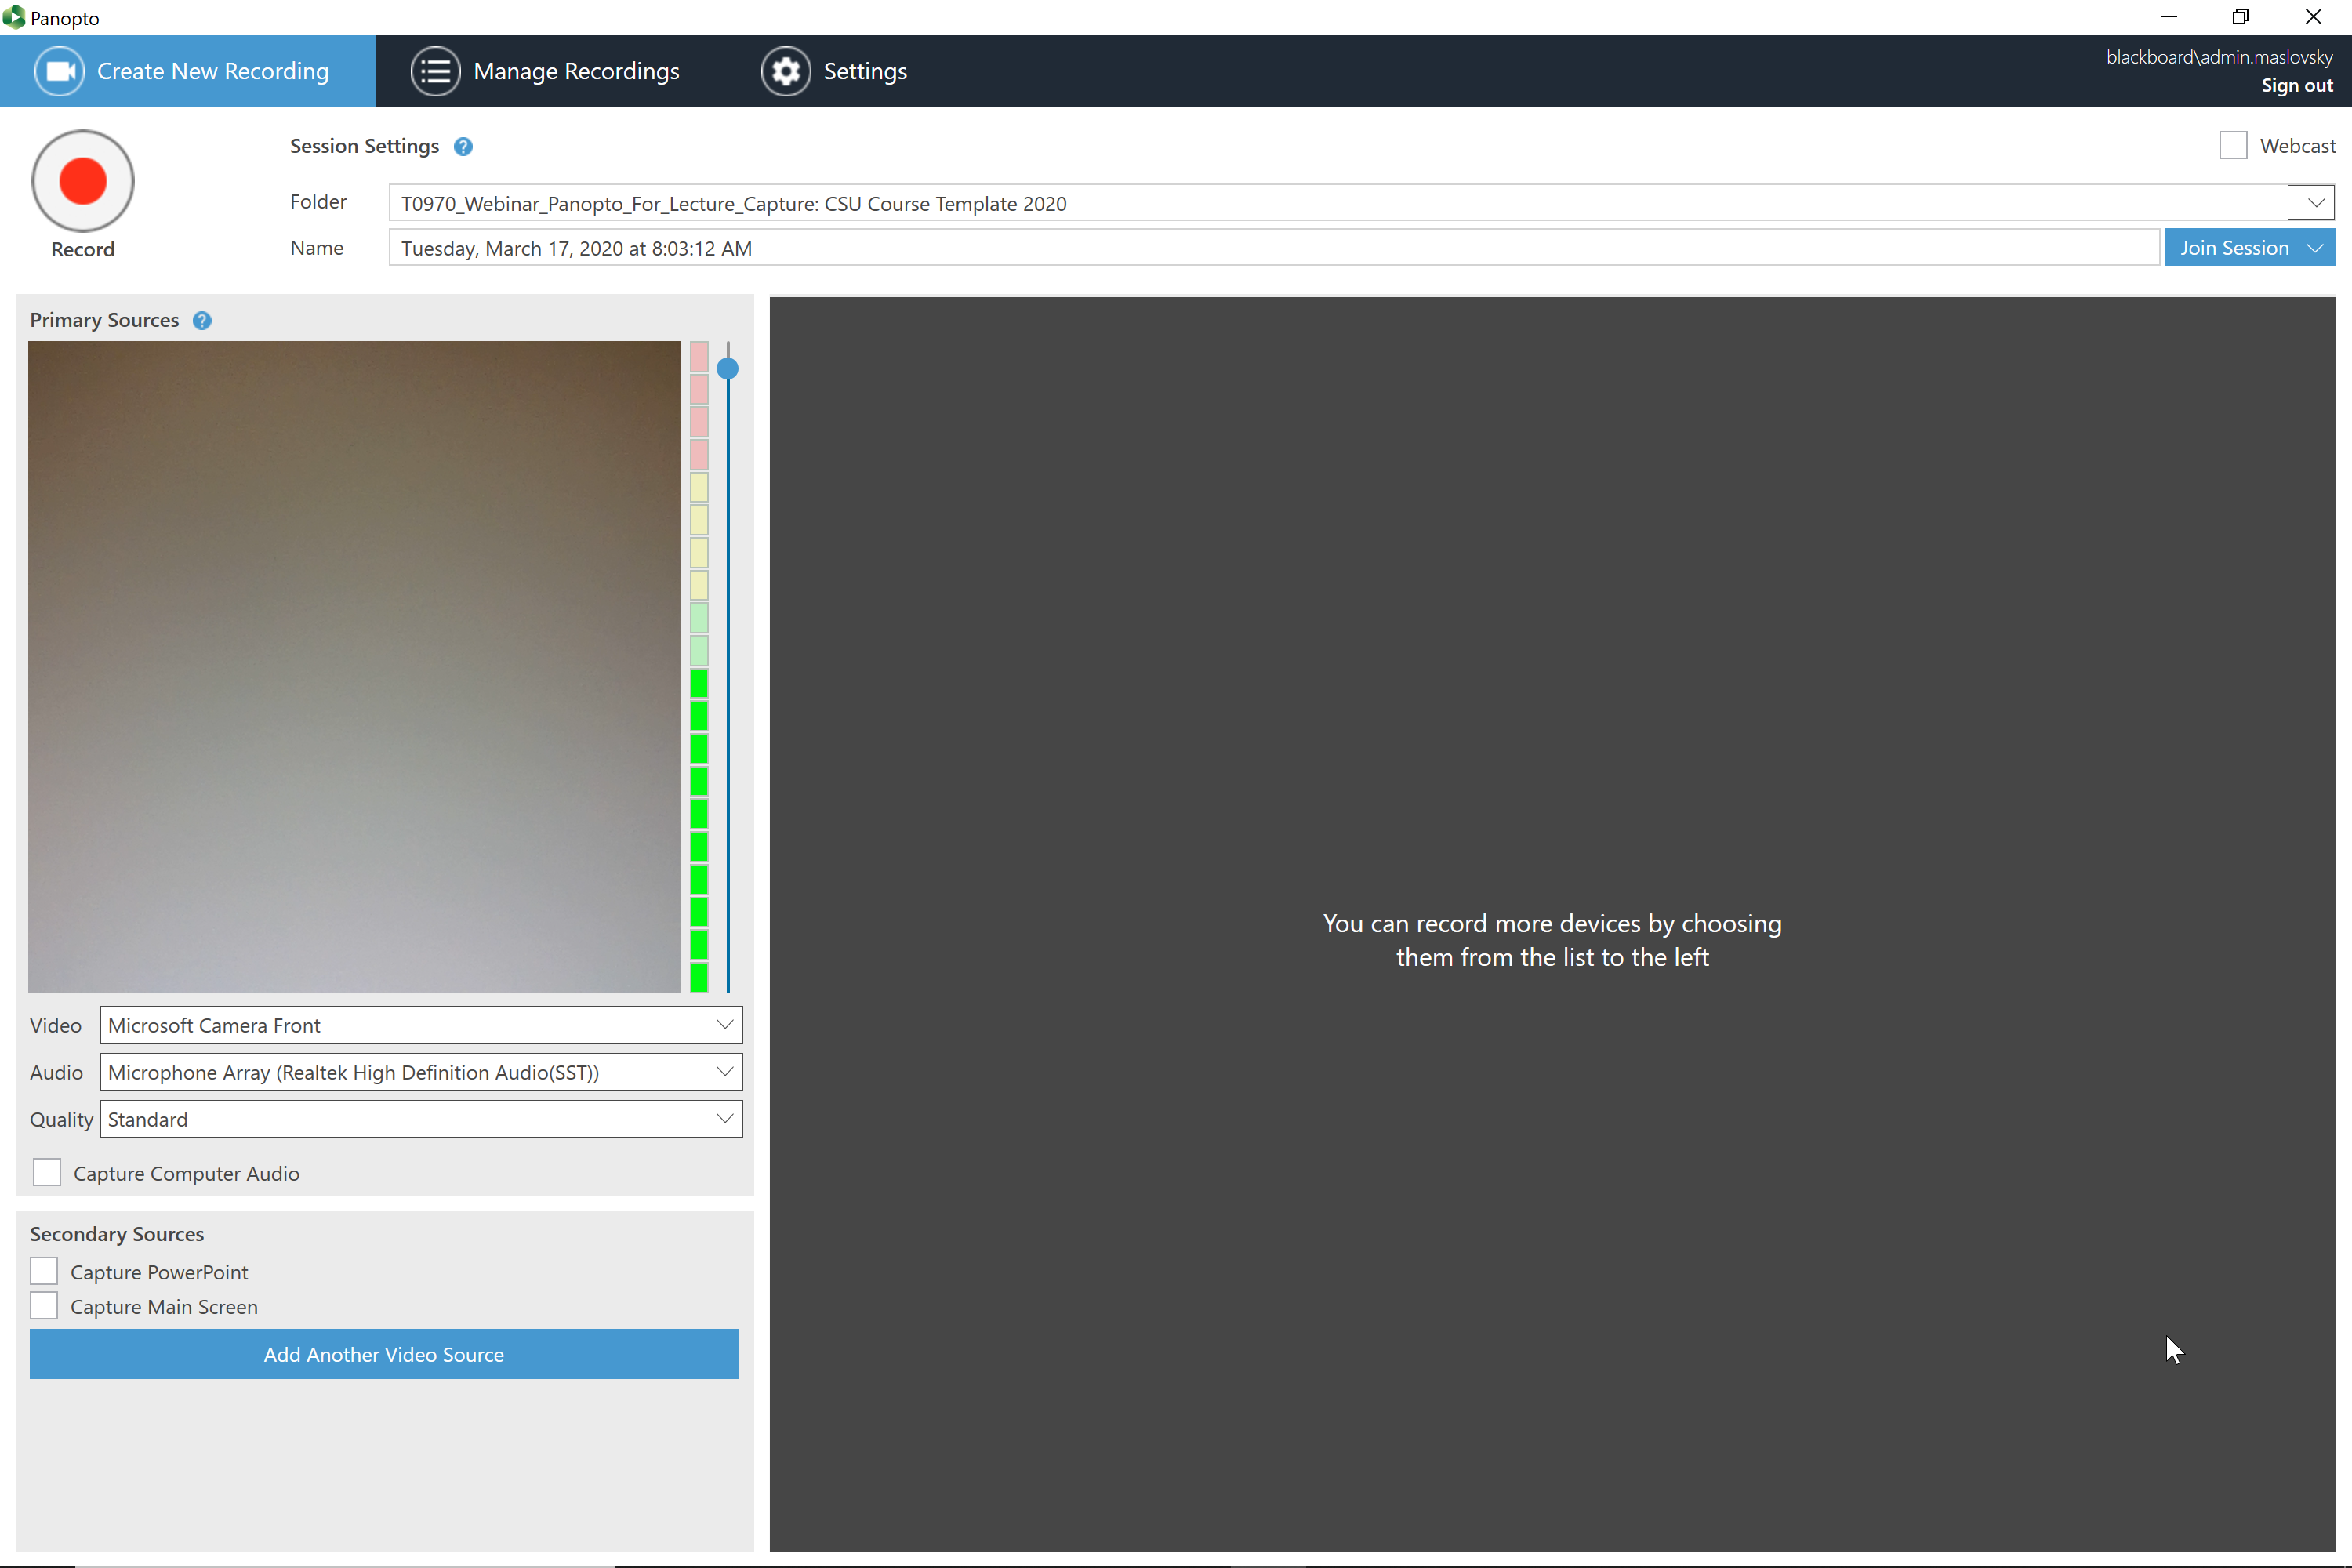 Panopto
Create New Recording
Manage Recordings
Settings
blackboard\admin.maslovsky
Sign out
Record
Session Settings ?
Webcast
Folder
T0970_Webinar_Panopto_For_Lecture_Capture: CSU Course Template 2020
Name
Tuesday, March 17, 2020 at 8:03:12 AM
Join Session
Primary Sources ?
You can record more devices by choosing
them from the list to the left
Video
Microsoft Camera Front
Audio
Microphone Array (Realtek High Definition Audio(SST))
Quality
Standard
Capture Computer Audio
Secondary Sources
Capture PowerPoint
Capture Main Screen
Add Another Video Source